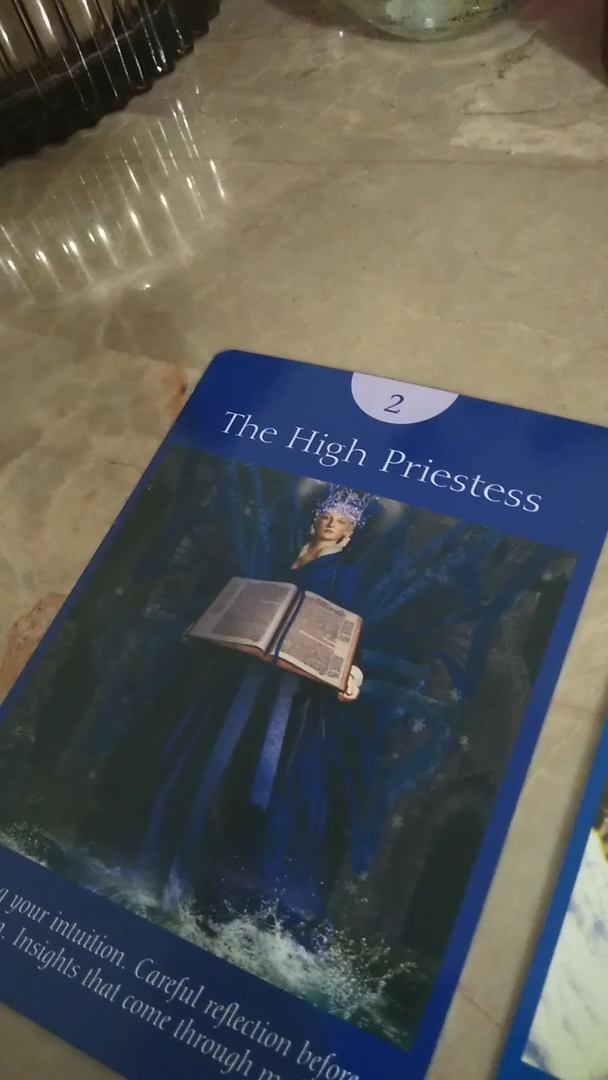 2
The High Priestess
your intuition. Careful reflection before
Insights that come through